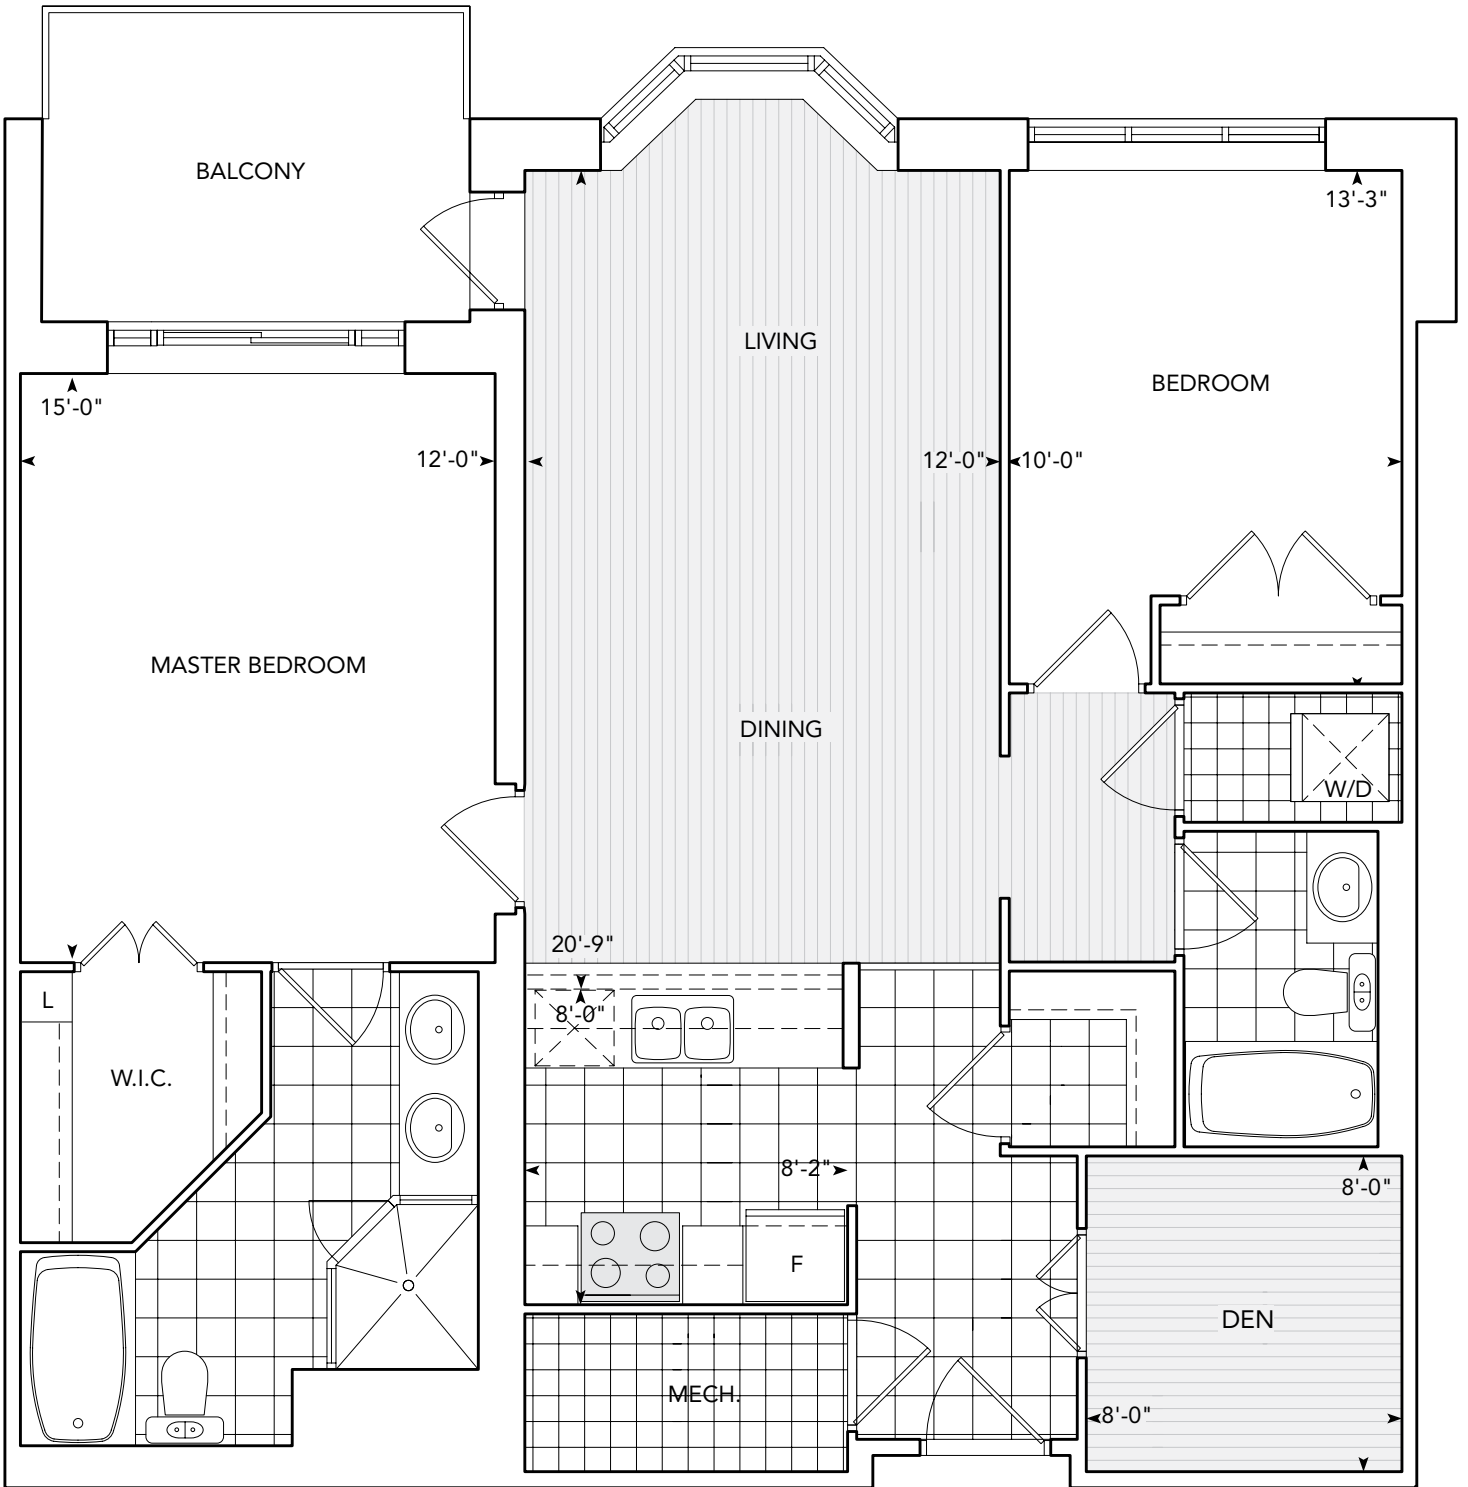 BALCONY
13'-3"
LIVING
BEDROOM
15'-0"
12'-0"
12'-0"
10'-0"
MASTER BEDROOM
DINING
W/D
20'-9"
L
8'-0"
W.I.C.
8'-2"
8'-0"
F
DEN
MECH.
8'-0"